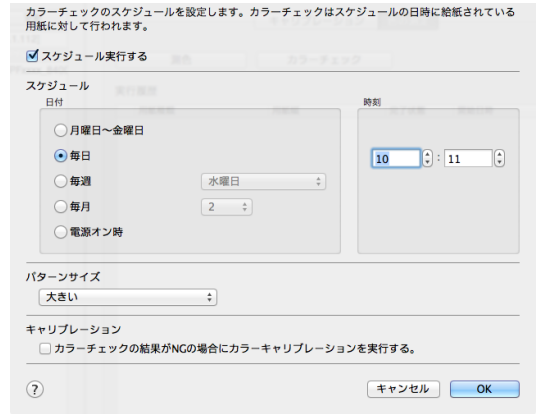 カラーチェックのスケジュールを設定します。カラーチェックはスケジュールの日時に給紙されている
用紙に対して行われます。
スケジュール実行する
スケジュール
日付
時刻
月曜日～金曜日
毎日
10 : 11
毎週 水曜日
毎月 2
電源オン時
パターンサイズ
大きい
キャリブレーション
カラーチェックの結果がNGの場合にカラーキャリブレーションを実行する。
? キャンセル OK